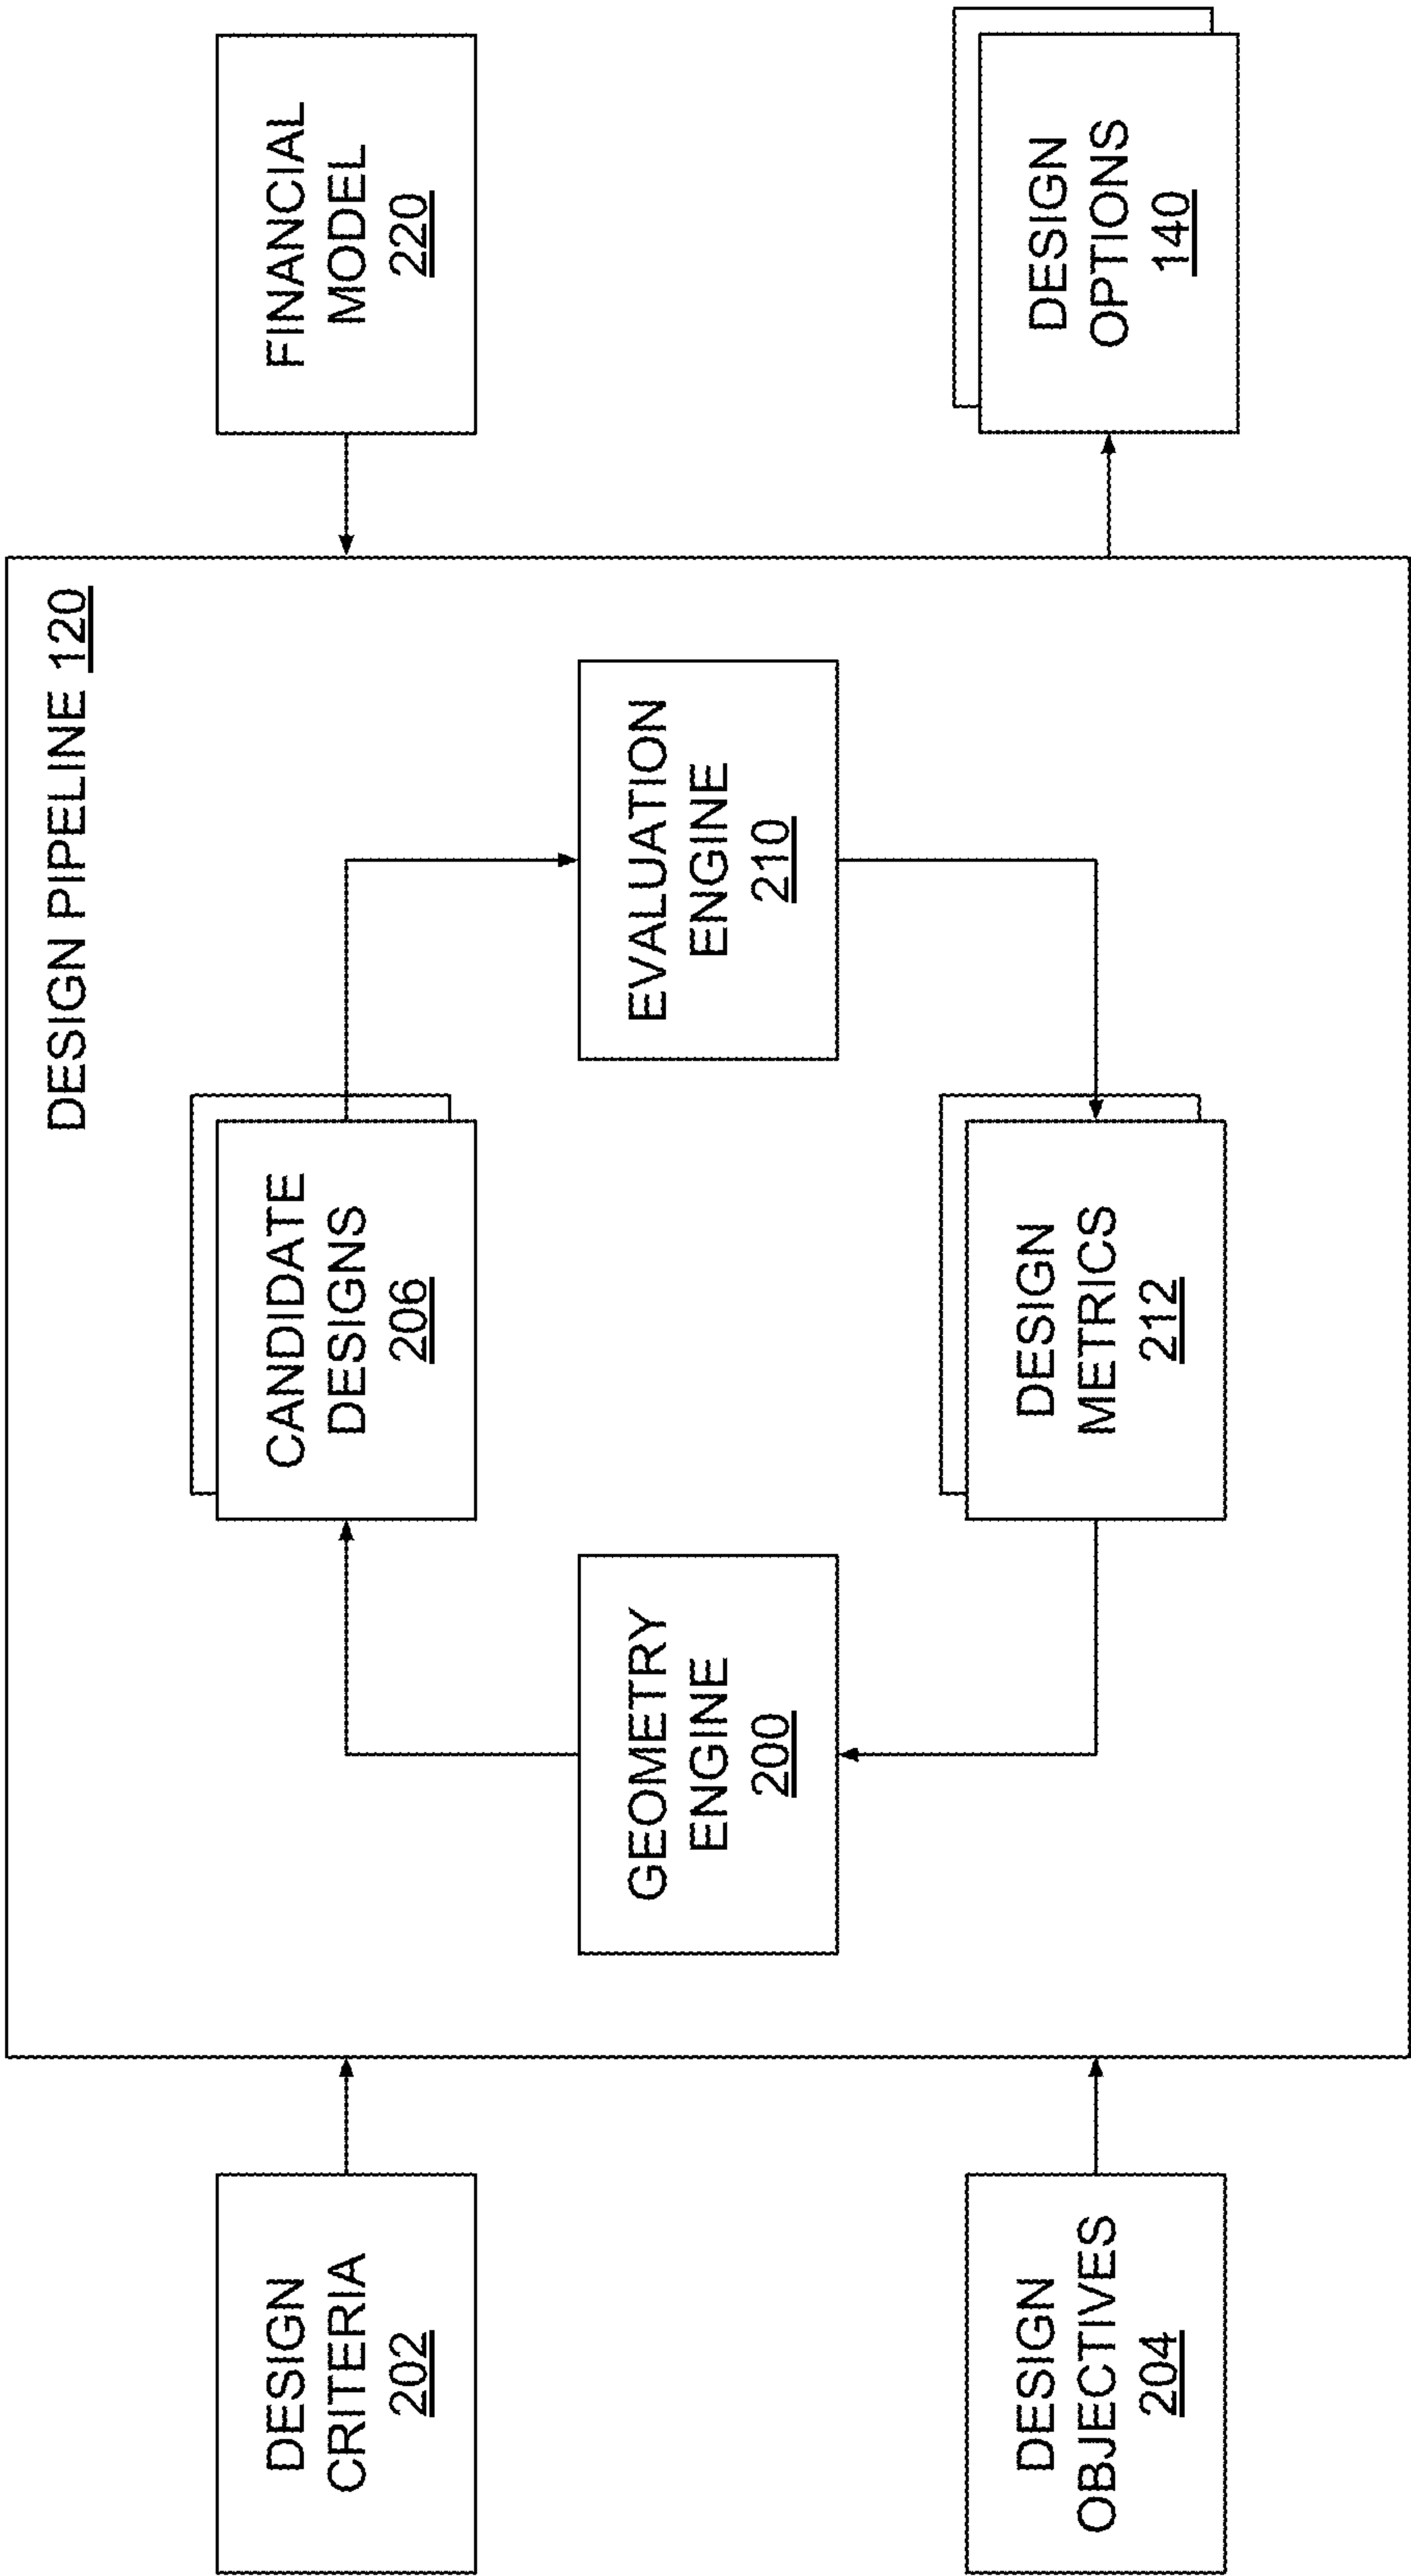 DESIGN PIPELINE 120
DESIGN
CRITERIA
202
DESIGN
OBJECTIVES
204
GEOMETRY
ENGINE
200
CANDIDATE
DESIGNS
206
DESIGN
METRICS
212
EVALUATION
ENGINE
210
FINANCIAL
MODEL
220
DESIGN
OPTIONS
140